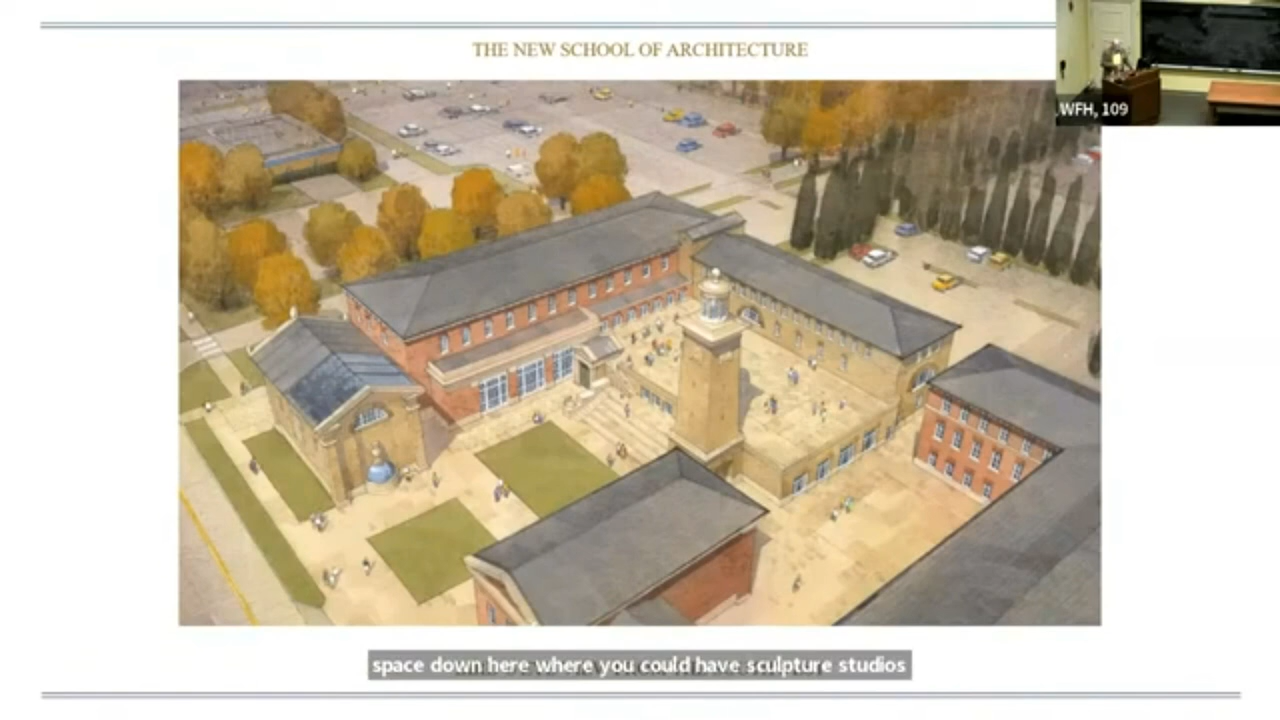 THE NEW SCHOOL OF ARCHITECTURE
WFH, 109
space down here where you could have sculpture studios